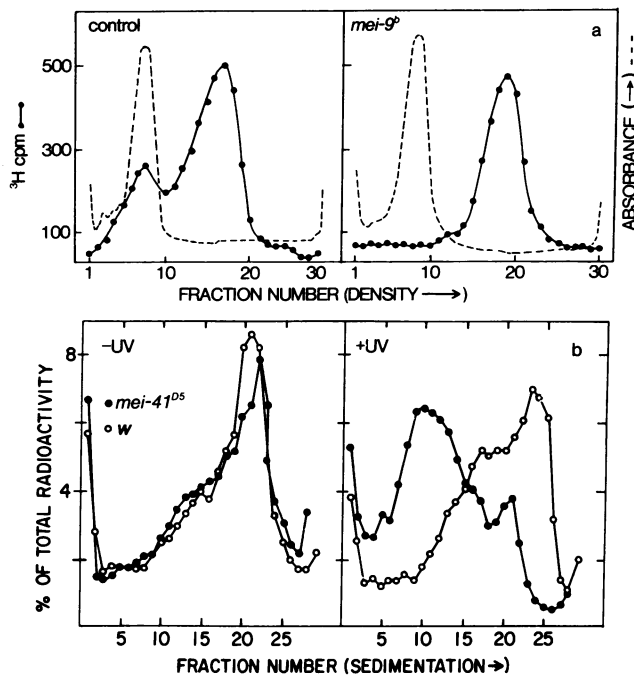 control
mei-9ᵇ
a
500
300
100
³H cpm
ABSORBANCE (→)
1 10 20 30
1 10 20 30
FRACTION NUMBER (DENSITY →)
-UV
+UV
b
8
4
mei-41ᴰ⁵
w
% OF TOTAL RADIOACTIVITY
5 10 15 20 25
5 10 15 20 25
FRACTION NUMBER (SEDIMENTATION→)